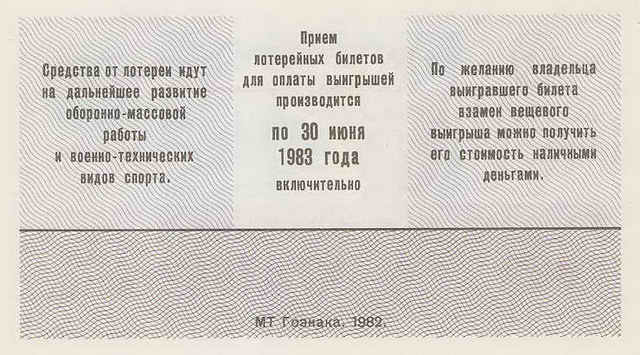 Средства от лотереи идут
на дальнейшее развитие
оборонно-массовой
работы
и военно-технических
видов спорта.
Прием
лотерейных билетов
для оплаты выигрышей
производится
по 30 июня
1983 года
включительно
По желанию владельца
выигравшего билета
взамен вещевого
выигрыша можно получить
его стоимость наличными
деньгами.
МТ Гознака. 1982.